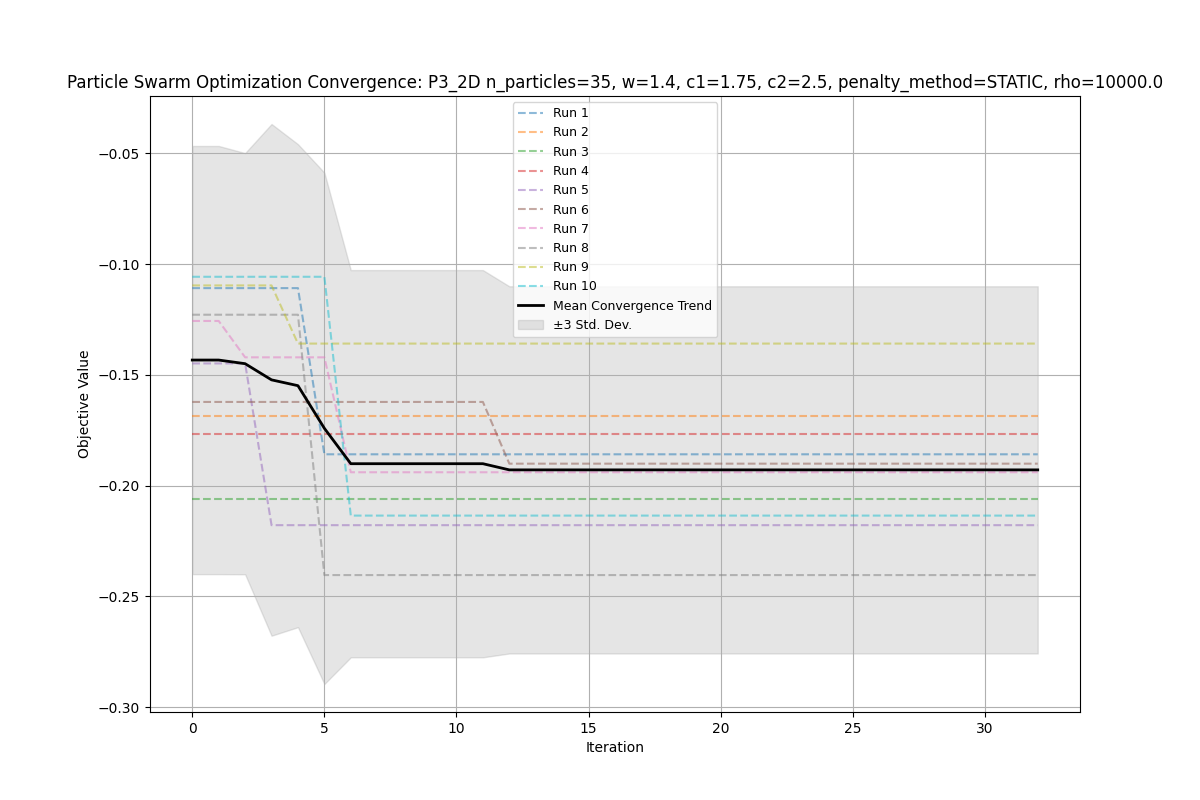 Particle Swarm Optimization Convergence: P3_2D n_particles=35, w=1.4, c1=1.75, c2=2.5, penalty_method=STATIC, rho=10000.0
Run 1
Run 2
Run 3
Run 4
Run 5
Run 6
Run 7
Run 8
Run 9
Run 10
Mean Convergence Trend
±3 Std. Dev.
Objective Value
−0.05
−0.10
−0.15
−0.20
−0.25
−0.30
0 5 10 15 20 25 30
Iteration